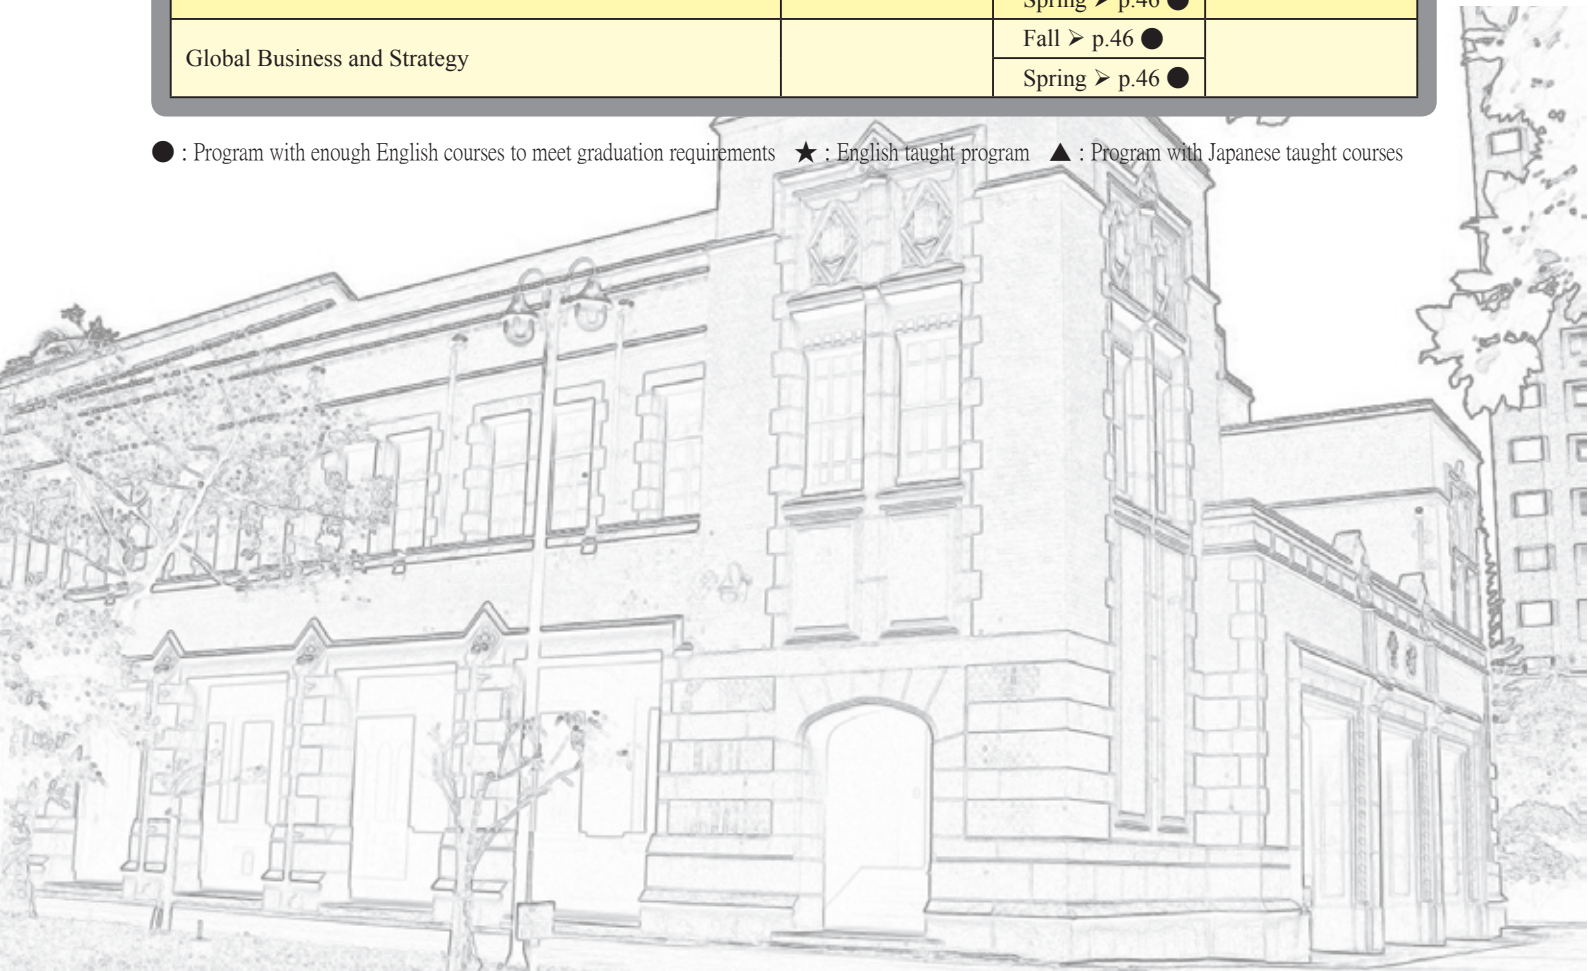 Spring ➢ p.46 ●
Global Business and Strategy
Fall ➢ p.46 ●
Spring ➢ p.46 ●
● : Program with enough English courses to meet graduation requirements ★ : English taught program ▲ : Program with Japanese taught courses